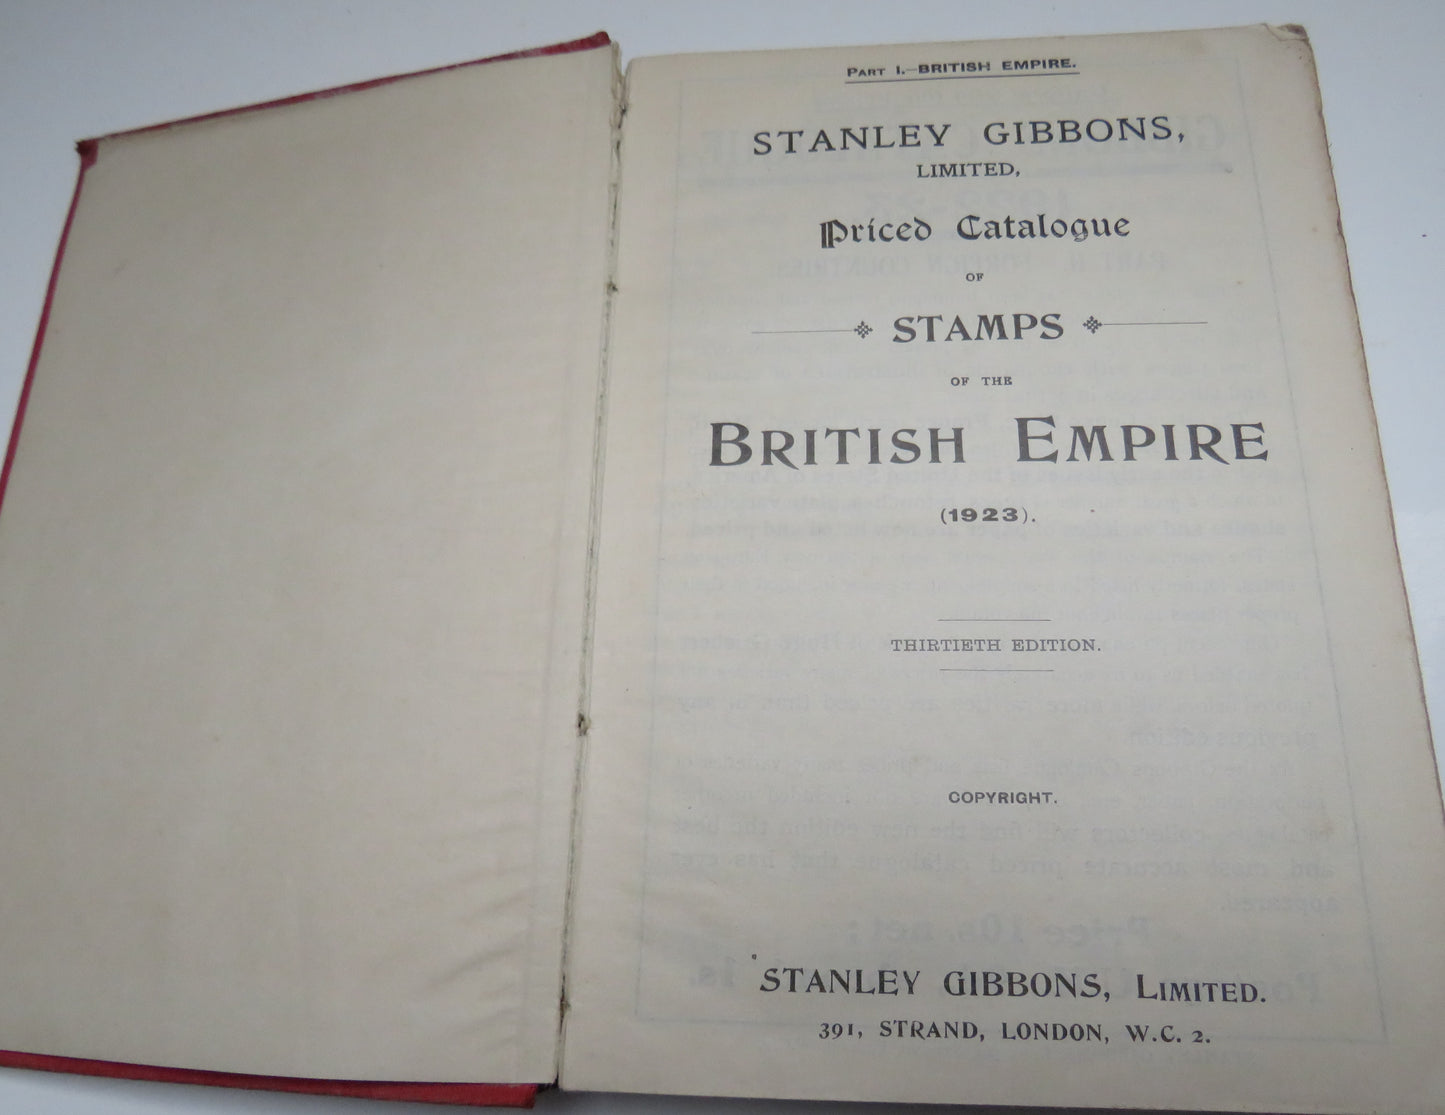 PART I.—BRITISH EMPIRE.
STANLEY GIBBONS,
LIMITED,
Priced Catalogue
OF
STAMPS
OF THE
BRITISH EMPIRE
(1923).
THIRTIETH EDITION.
COPYRIGHT.
STANLEY GIBBONS, LIMITED.
391, STRAND, LONDON, W.C. 2.